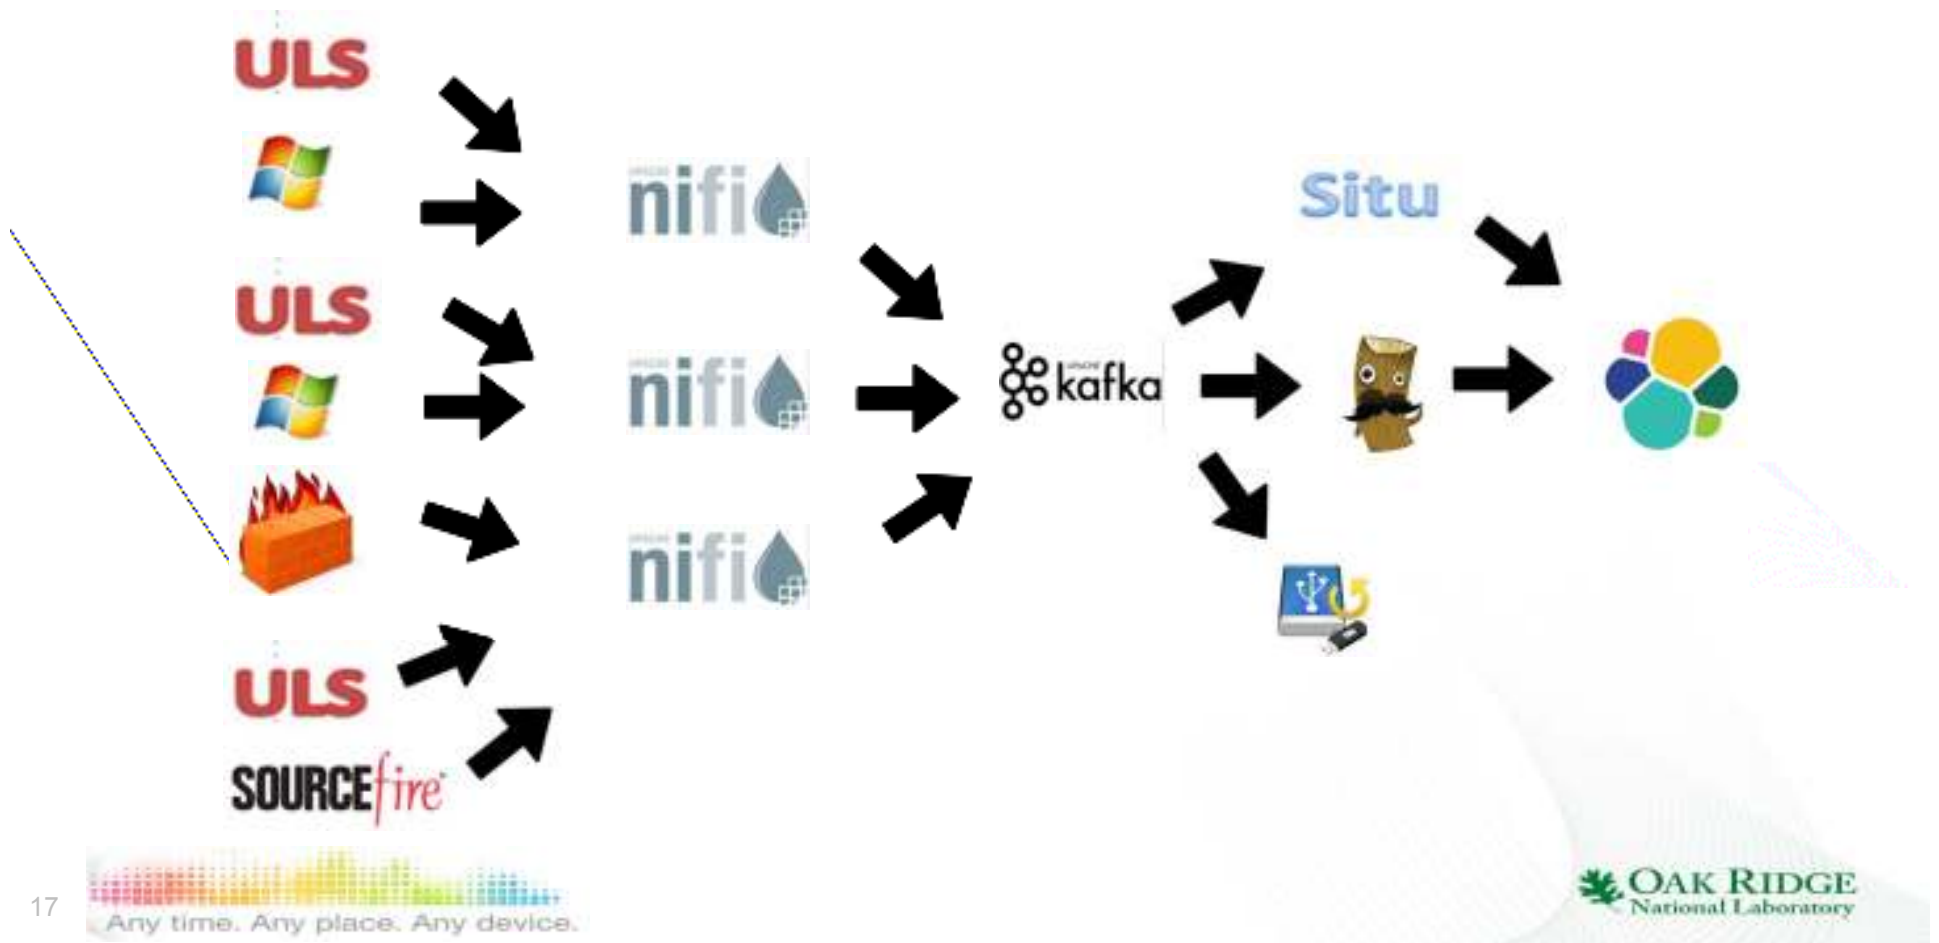 ULS
ULS
ULS
SOURCEfire
nifi
nifi
nifi
kafka
Situ
17
Any time. Any place. Any device.
OAK RIDGE
National Laboratory